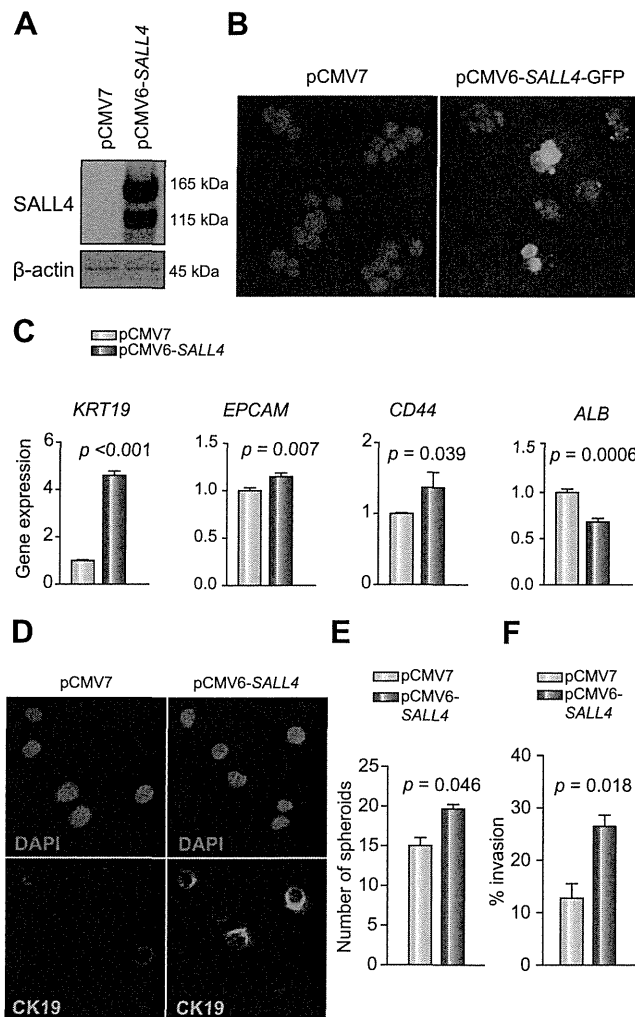 A
pCMV7
pCMV6-SALL4
SALL4
165 kDa
115 kDa
β-actin
45 kDa
B
pCMV7
pCMV6-SALL4-GFP
C
pCMV7
pCMV6-SALL4
Gene expression
KRT19
p <0.001
6
4
2
0
EPCAM
p = 0.007
1.5
1.0
0.5
0.0
CD44
p = 0.039
2
1
0
ALB
p = 0.0006
1.5
1.0
0.5
0.0
D
pCMV7
pCMV6-SALL4
DAPI
DAPI
CK19
CK19
E
pCMV7
pCMV6-
SALL4
Number of spheroids
p = 0.046
25
20
15
10
5
0
F
pCMV7
pCMV6-
SALL4
% invasion
p = 0.018
40
30
20
10
0